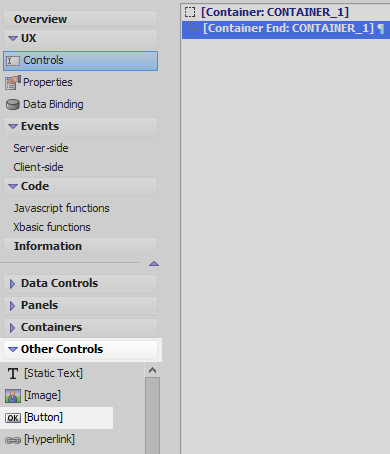 Overview
UX
Controls
Properties
Data Binding
Events
Server-side
Client-side
Code
Javascript functions
Xbasic functions
Information
Data Controls
Panels
Containers
Other Controls
T [Static Text]
[Image]
OK [Button]
[Hyperlink]
[Container: CONTAINER_1]
[Container End: CONTAINER_1] ¶